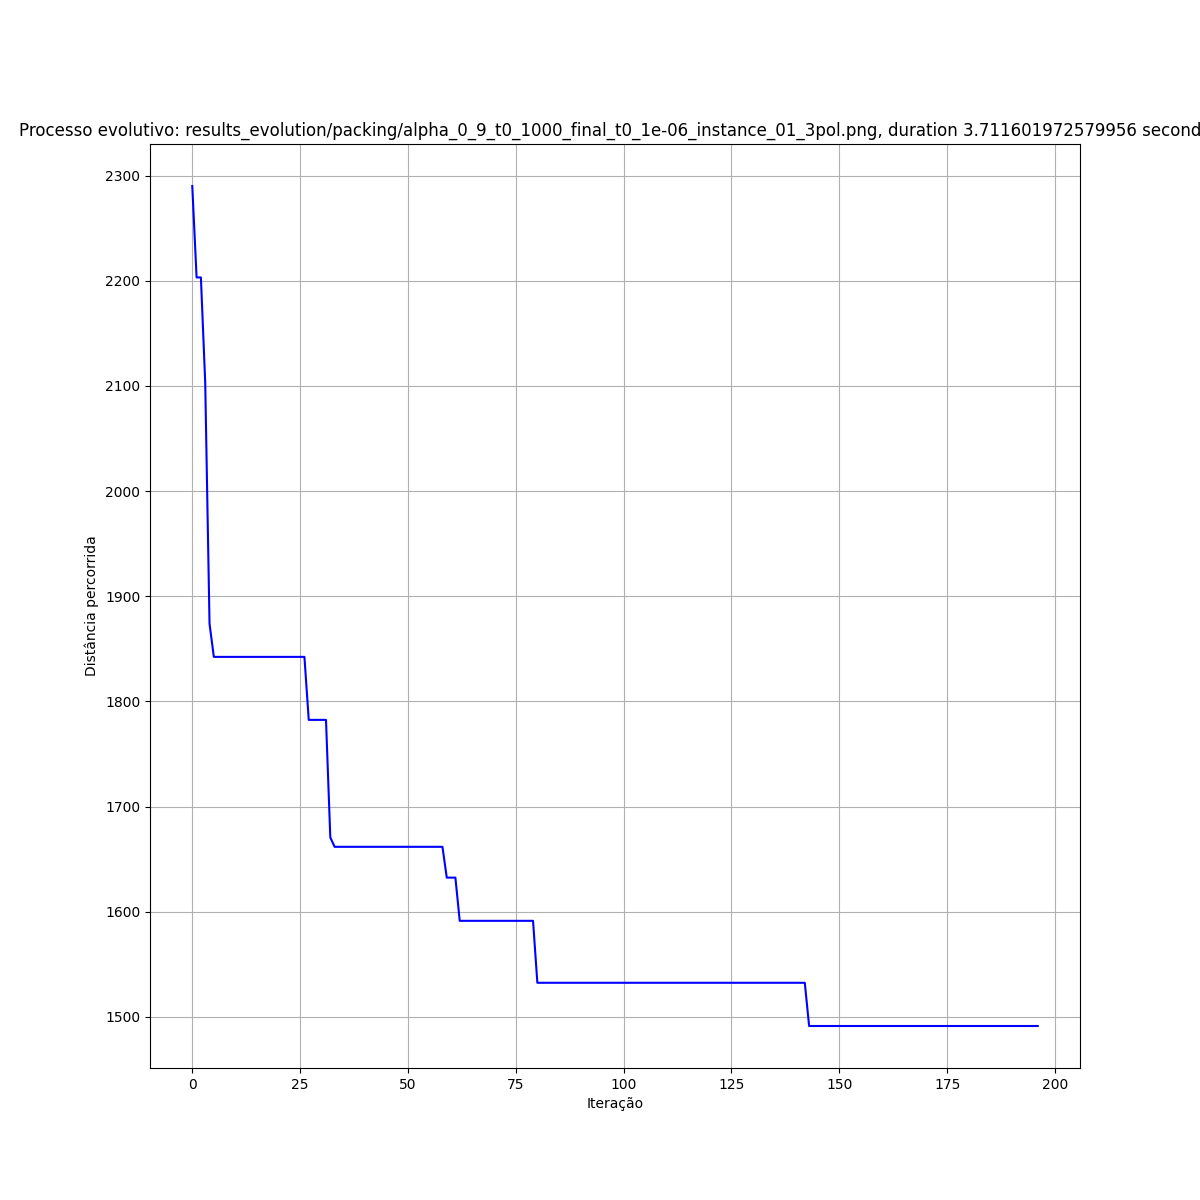 Processo evolutivo: results_evolution/packing/alpha_0_9_t0_1000_final_t0_1e-06_instance_01_3pol.png, duration 3.711601972579956 second
2300
2200
2100
2000
1900
1800
1700
1600
1500
Distância percorrida
0 25 50 75 100 125 150 175 200
Iteração